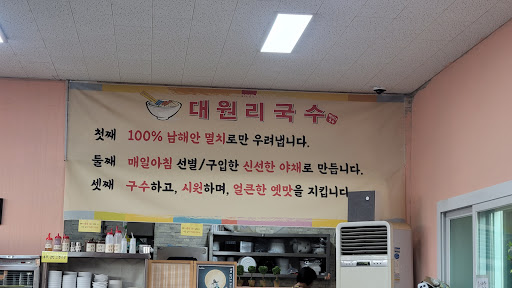 대원리국수
첫째 100% 남해안 멸치로만 우려냅니다.
둘째 매일아침 선별/구입한 신선한 야채로 만듭니다.
셋째 구수하고, 시원하며, 얼큰한 옛맛을 지킵니다